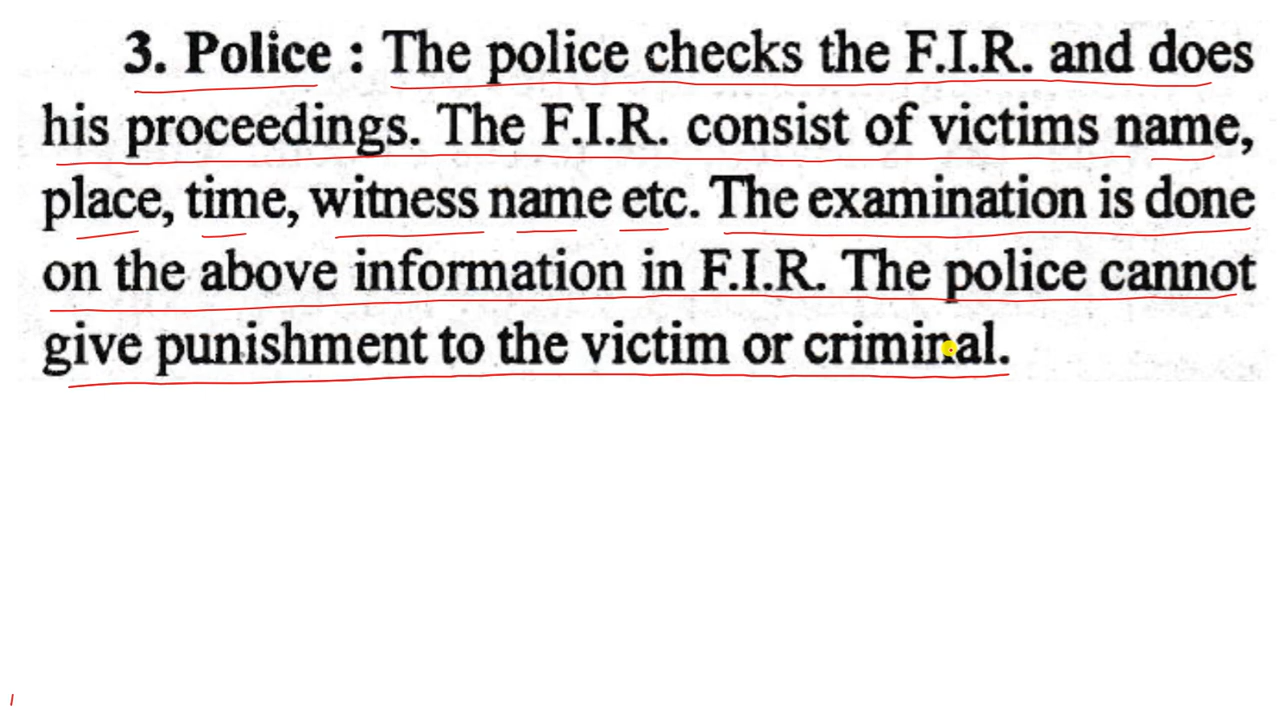 3. Police : The police checks the F.I.R. and does
his proceedings. The F.I.R. consist of victims name,
place, time, witness name etc. The examination is done
on the above information in F.I.R. The police cannot
give punishment to the victim or criminal.